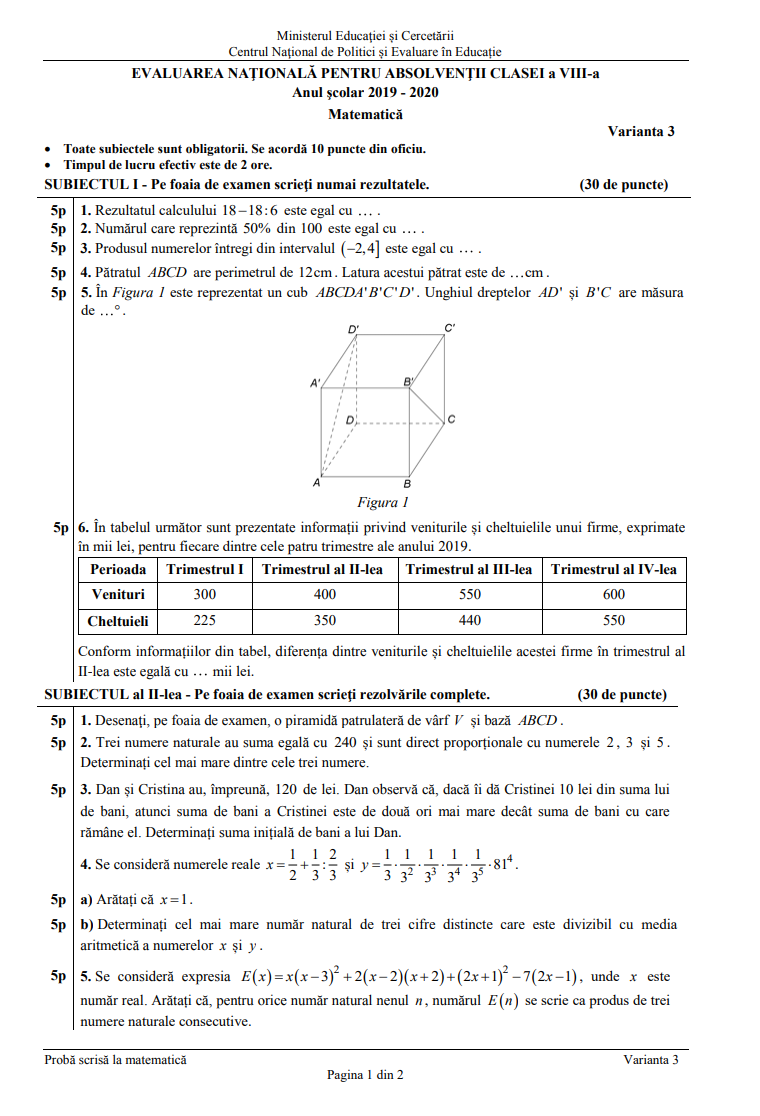 Ministerul Educației și Cercetării
Centrul Național de Politici și Evaluare în Educație
EVALUAREA NAȚIONALĂ PENTRU ABSOLVENȚII CLASEI a VIII-a
Anul școlar 2019 - 2020
Matematică
Varianta 3
• Toate subiectele sunt obligatorii. Se acordă 10 puncte din oficiu.
• Timpul de lucru efectiv este de 2 ore.
SUBIECTUL I - Pe foaia de examen scrieți numai rezultatele. (30 de puncte)
5p 1. Rezultatul calculului 18−18:6 este egal cu … .
5p 2. Numărul care reprezintă 50% din 100 este egal cu … .
5p 3. Produsul numerelor întregi din intervalul (−2,4] este egal cu … .
5p 4. Pătratul ABCD are perimetrul de 12cm . Latura acestui pătrat este de …cm .
5p 5. În Figura 1 este reprezentat un cub ABCDA'B'C'D' . Unghiul dreptelor AD' și B'C are măsura
de …° .
D' C'
A' B'
D C
A B
Figura 1
5p 6. În tabelul următor sunt prezentate informații privind veniturile și cheltuielile unui firme, exprimate
în mii lei, pentru fiecare dintre cele patru trimestre ale anului 2019.
Perioada Trimestrul I Trimestrul al II-lea Trimestrul al III-lea Trimestrul al IV-lea
Venituri 300 400 550 600
Cheltuieli 225 350 440 550
Conform informațiilor din tabel, diferența dintre veniturile și cheltuielile acestei firme în trimestrul al
II-lea este egală cu … mii lei.
SUBIECTUL al II-lea - Pe foaia de examen scrieți rezolvările complete. (30 de puncte)
5p 1. Desenați, pe foaia de examen, o piramidă patrulateră de vârf V și bază ABCD .
5p 2. Trei numere naturale au suma egală cu 240 și sunt direct proporționale cu numerele 2 , 3 și 5 .
Determinați cel mai mare dintre cele trei numere.
5p 3. Dan și Cristina au, împreună, 120 de lei. Dan observă că, dacă îi dă Cristinei 10 lei din suma lui
de bani, atunci suma de bani a Cristinei este de două ori mai mare decât suma de bani cu care
rămâne el. Determinați suma inițială de bani a lui Dan.
4. Se consideră numerele reale x = 1/2 + 1/3 : 2/3 și y = 1/3 · 1/3² · 1/3³ · 1/3⁴ · 1/3⁵ · 81⁴ .
5p a) Arătați că x = 1 .
5p b) Determinați cel mai mare număr natural de trei cifre distincte care este divizibil cu media
aritmetică a numerelor x și y .
5p 5. Se consideră expresia E(x) = x(x−3)² + 2(x−2)(x+2) + (2x+1)² − 7(2x−1) , unde x este
număr real. Arătați că, pentru orice număr natural nenul n , numărul E(n) se scrie ca produs de trei
numere naturale consecutive.
Probă scrisă la matematică Varianta 3
Pagina 1 din 2